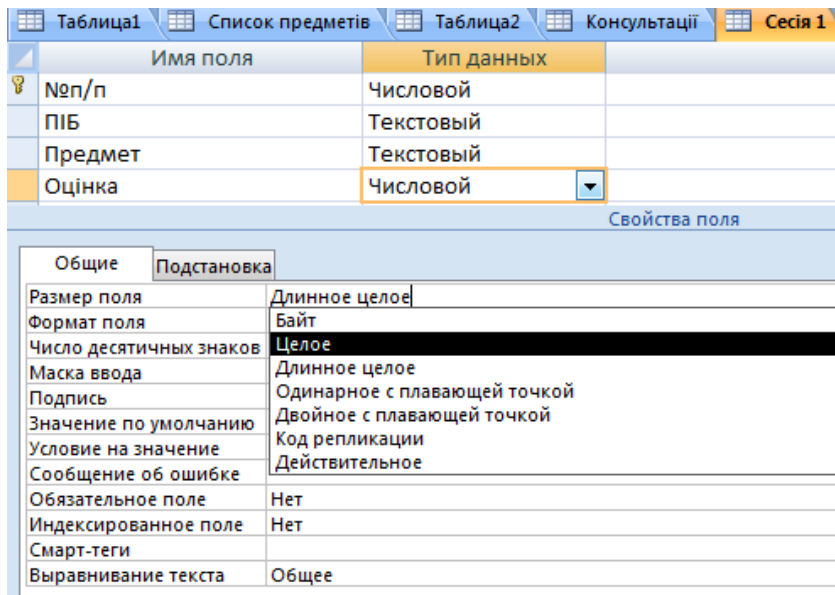 Таблица1 Список предметів Таблица2 Консультації Сесія 1
Имя поля Тип данных
№п/п Числовой
ПІБ Текстовый
Предмет Текстовый
Оцінка Числовой
Свойства поля
Общие Подстановка
Размер поля Длинное целое
Формат поля Байт
Число десятичных знаков Целое
Маска ввода Длинное целое
Подпись Одинарное с плавающей точкой
Значение по умолчанию Двойное с плавающей точкой
Условие на значение Код репликации
Сообщение об ошибке Действительное
Обязательное поле Нет
Индексированное поле Нет
Смарт-теги
Выравнивание текста Общее